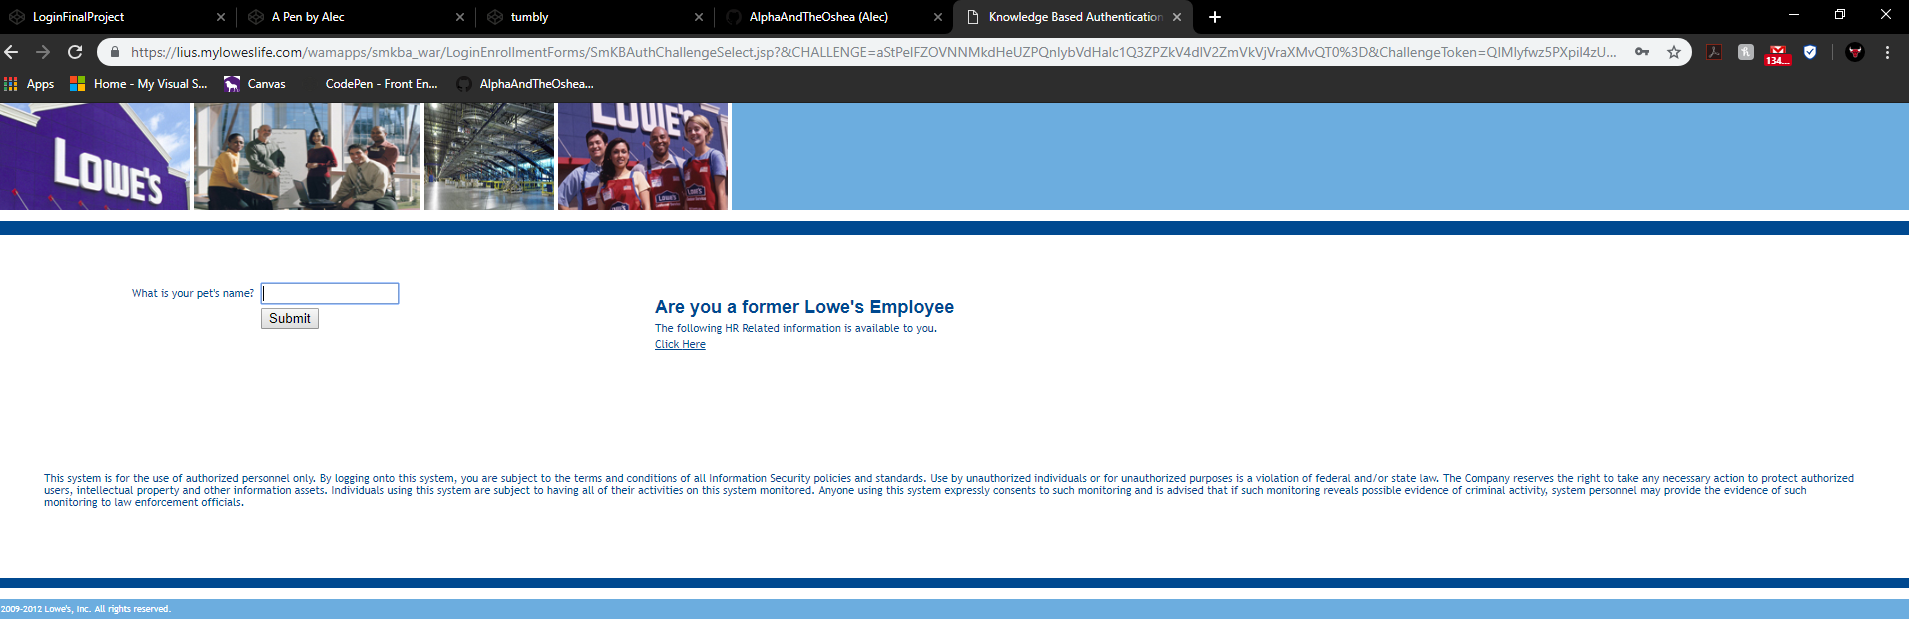 LoginFinalProject
A Pen by Alec
tumbly
AlphaAndTheOshea (Alec)
Knowledge Based Authentication
https://lius.myloweslife.com/wamapps/smkba_war/LoginEnrollmentForms/SmKBAuthChallengeSelect.jsp?&CHALLENGE=aStPelFZOVNNMkdHeUZPQnlybVdHalc1Q3ZPZkV4dlV2ZmVkVjVraXMvQT0%3D&ChallengeToken=QIMlyfwz5PXpil4zU...
134...
Apps
Home - My Visual S...
Canvas
CodePen - Front En...
AlphaAndTheOshea...
LOWE'S
LOWE'S
LOWE'S
What is your pet's name?
Submit
Are you a former Lowe's Employee
The following HR Related information is available to you.
Click Here
This system is for the use of authorized personnel only. By logging onto this system, you are subject to the terms and conditions of all Information Security policies and standards. Use by unauthorized individuals or for unauthorized purposes is a violation of federal and/or state law. The Company reserves the right to take any necessary action to protect authorized
users, intellectual property and other information assets. Individuals using this system are subject to having all of their activities on this system monitored. Anyone using this system expressly consents to such monitoring and is advised that if such monitoring reveals possible evidence of criminal activity, system personnel may provide the evidence of such
monitoring to law enforcement officials.
2009-2012 Lowe's, Inc. All rights reserved.